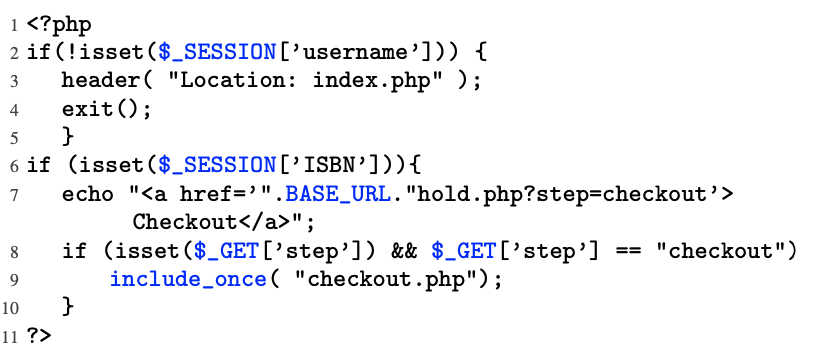 1 <?php
2 if(!isset($_SESSION['username'])) {
3 header( "Location: index.php" );
4 exit();
5 }
6 if (isset($_SESSION['ISBN'])){
7 echo "<a href='".BASE_URL."hold.php?step=checkout'>
Checkout</a>";
8 if (isset($_GET['step']) && $_GET['step'] == "checkout")
9 include_once( "checkout.php");
10 }
11 ?>